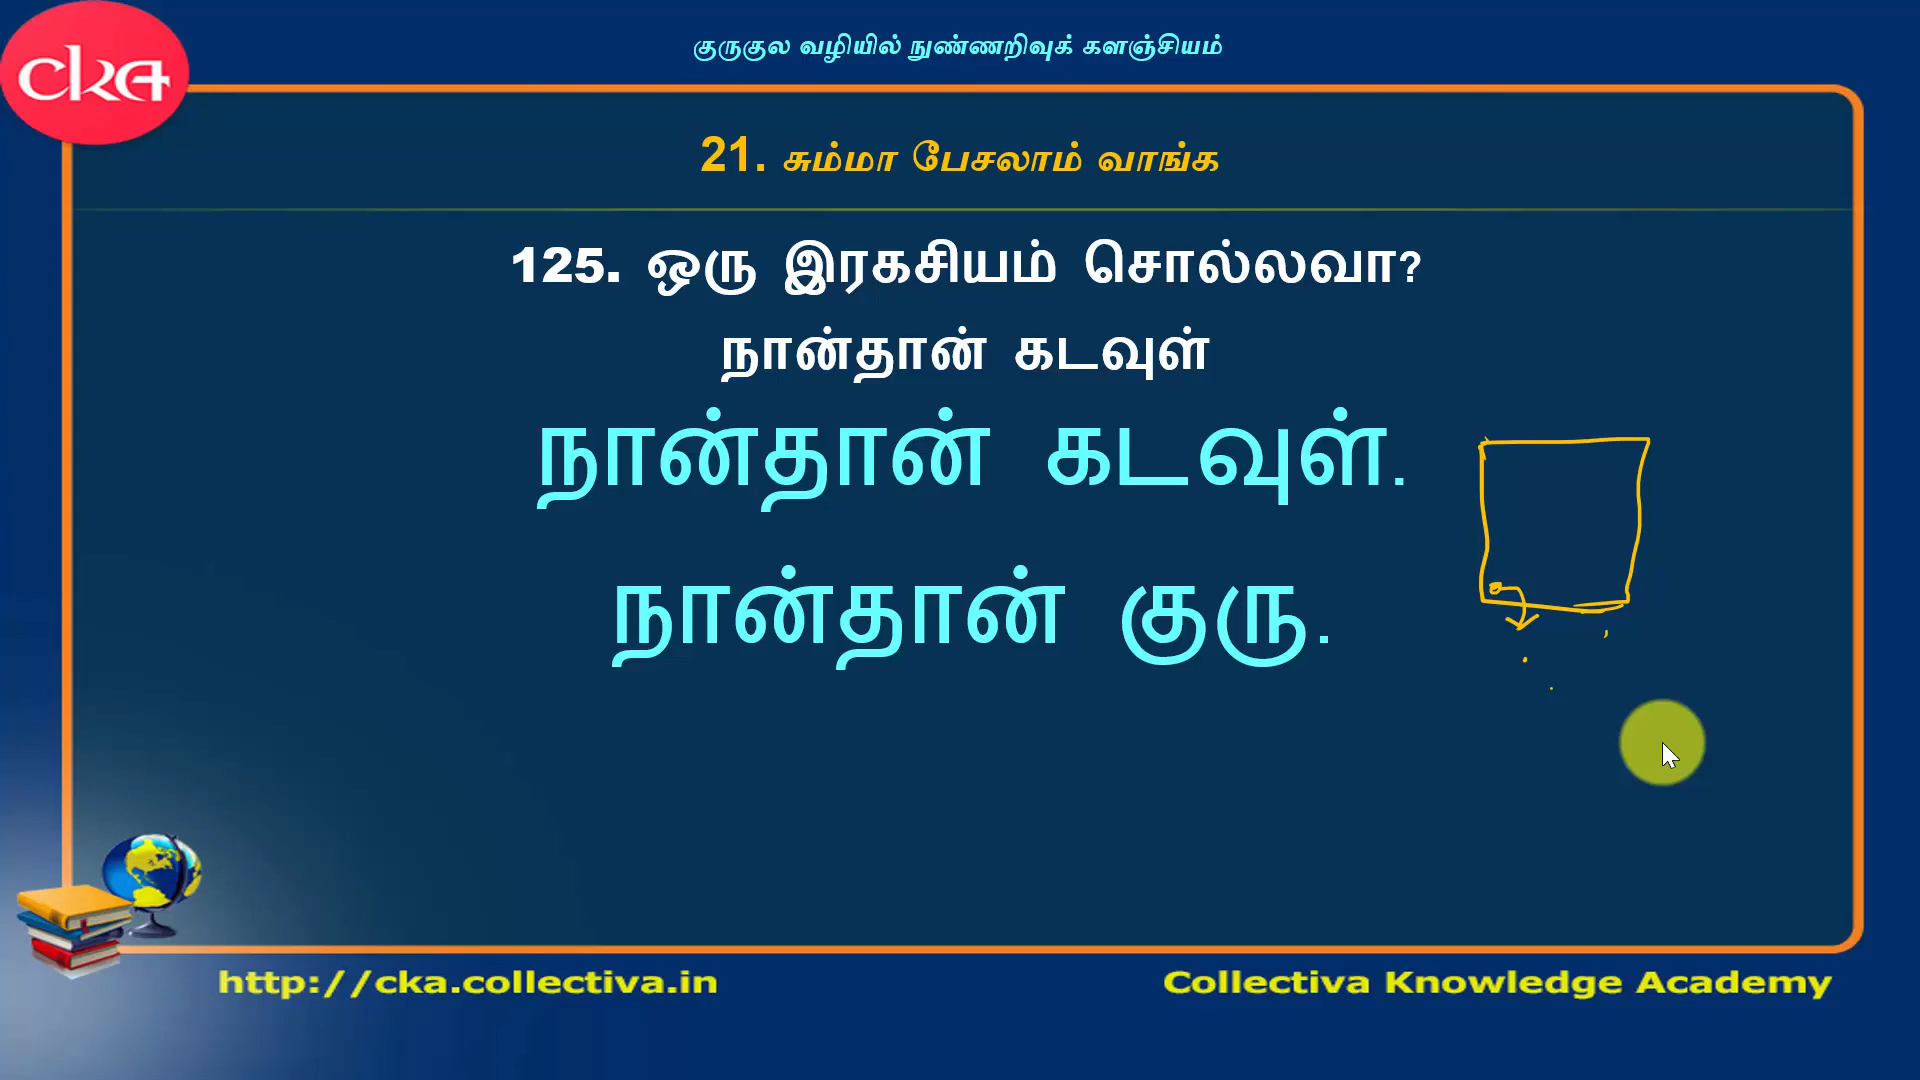 cka
குருகுல வழியில் நுண்ணறிவுக் களஞ்சியம்
21. சும்மா பேசலாம் வாங்க
125. ஒரு இரகசியம் சொல்லவா?
நான்தான் கடவுள்
நான்தான் கடவுள்.
நான்தான் குரு.
http://cka.collectiva.in
Collectiva Knowledge Academy